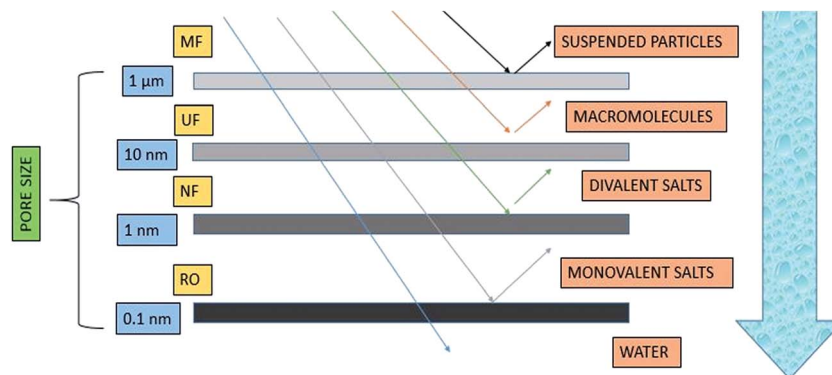 MF
SUSPENDED PARTICLES
1 µm
UF
MACROMOLECULES
10 nm
NF
DIVALENT SALTS
1 nm
RO
MONOVALENT SALTS
0.1 nm
WATER
PORE SIZE